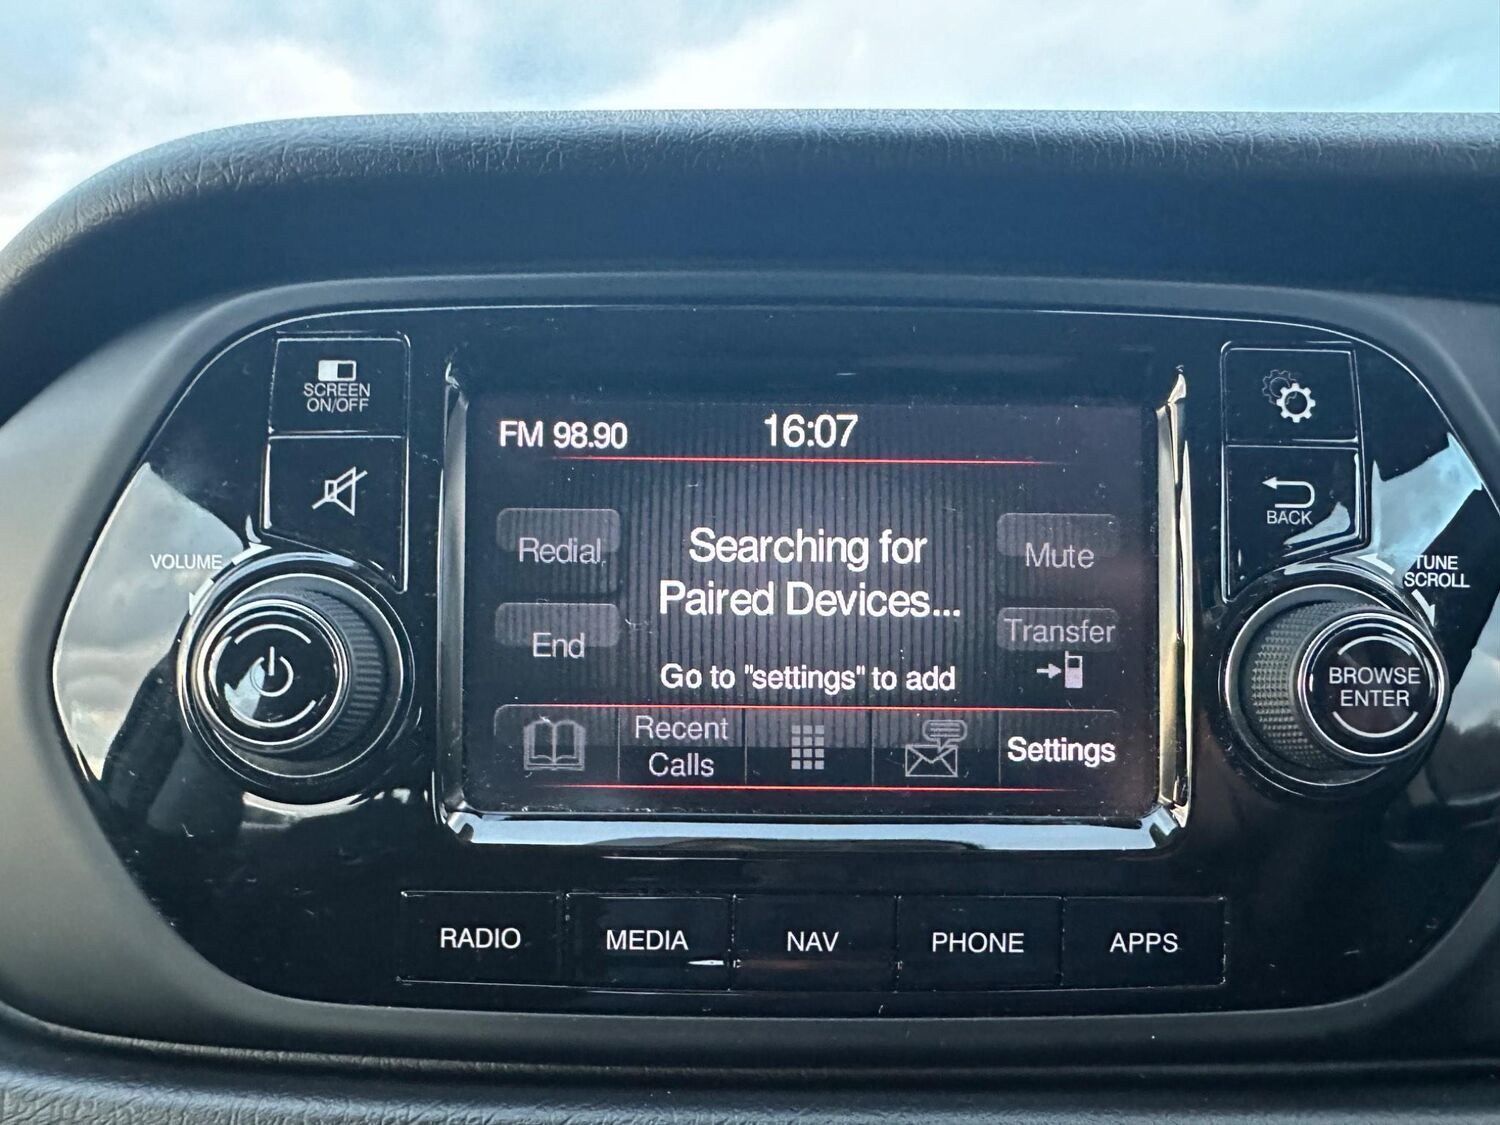 SCREEN
ON/OFF
VOLUME
FM 98.90
16:07
Redial
Searching for
Paired Devices...
Mute
End
Transfer
Go to "settings" to add
Recent
Calls
Settings
BACK
TUNE
SCROLL
BROWSE
ENTER
RADIO
MEDIA
NAV
PHONE
APPS